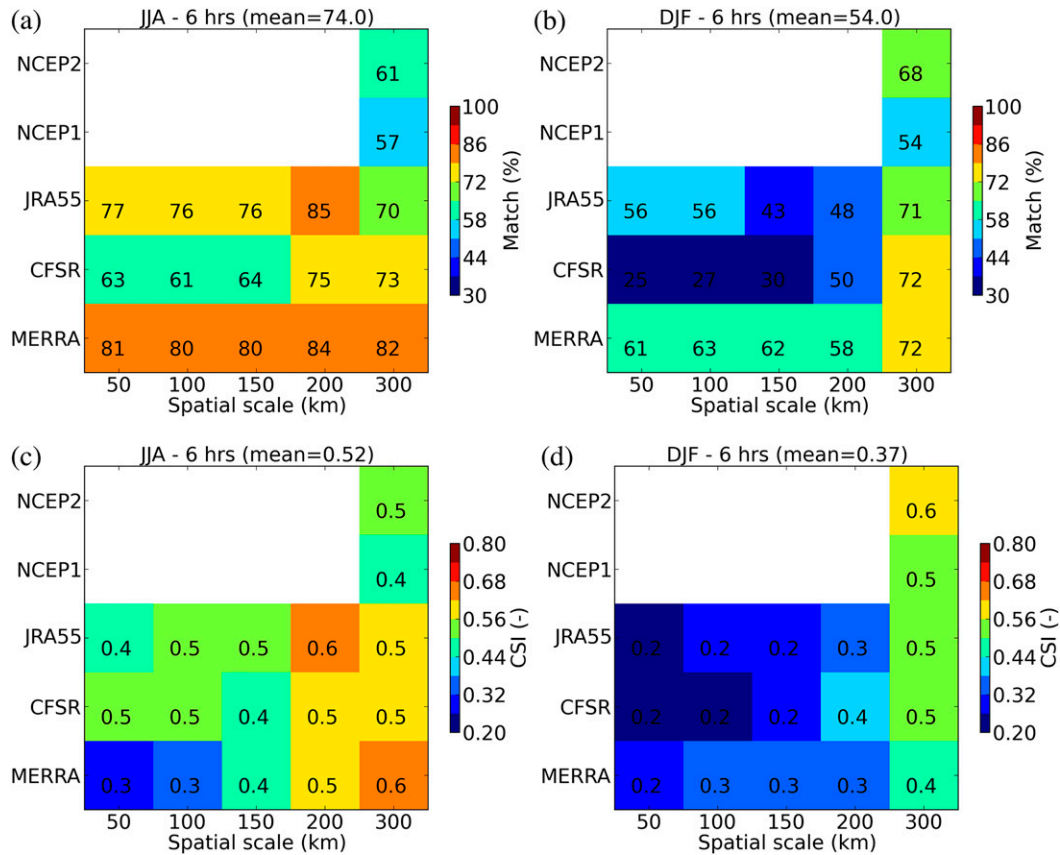 (a) JJA - 6 hrs (mean=74.0)
NCEP2 61
NCEP1 57
JRA55 77 76 76 85 70
CFSR 63 61 64 75 73
MERRA 81 80 80 84 82
50 100 150 200 300
Spatial scale (km)
100
86
72
58
44
30
Match (%)
(b) DJF - 6 hrs (mean=54.0)
NCEP2 68
NCEP1 54
JRA55 56 56 43 48 71
CFSR 25 27 30 50 72
MERRA 61 63 62 58 72
50 100 150 200 300
Spatial scale (km)
100
86
72
58
44
30
Match (%)
(c) JJA - 6 hrs (mean=0.52)
NCEP2 0.5
NCEP1 0.4
JRA55 0.4 0.5 0.5 0.6 0.5
CFSR 0.5 0.5 0.4 0.5 0.5
MERRA 0.3 0.3 0.4 0.5 0.6
50 100 150 200 300
Spatial scale (km)
0.80
0.68
0.56
0.44
0.32
0.20
CSI (-)
(d) DJF - 6 hrs (mean=0.37)
NCEP2 0.6
NCEP1 0.5
JRA55 0.2 0.2 0.2 0.3 0.5
CFSR 0.2 0.2 0.2 0.4 0.5
MERRA 0.2 0.3 0.3 0.3 0.4
50 100 150 200 300
Spatial scale (km)
0.80
0.68
0.56
0.44
0.32
0.20
CSI (-)